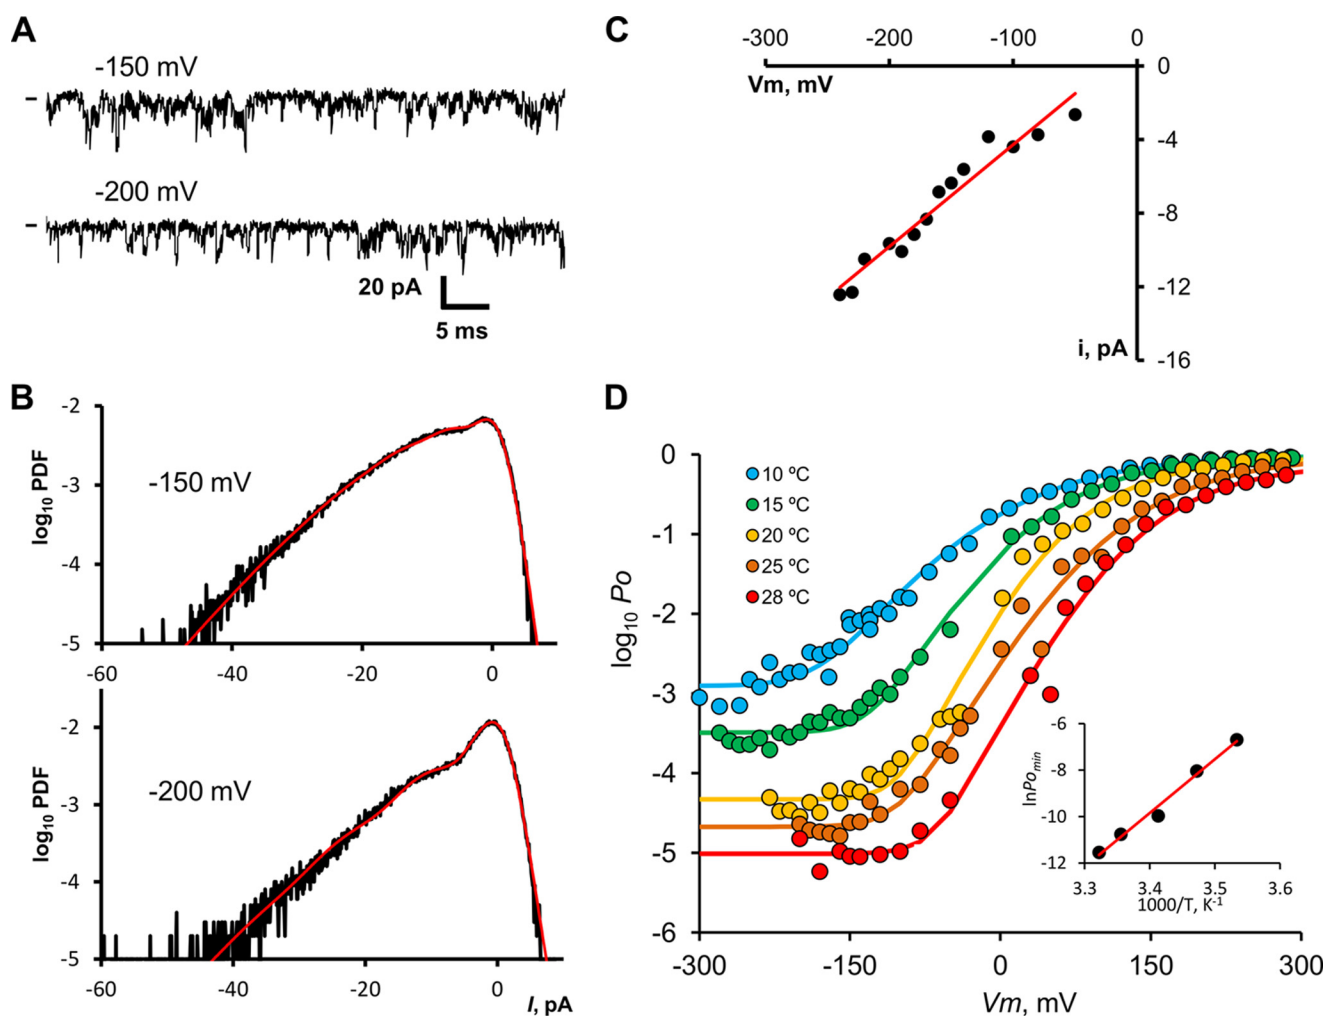 A
-150 mV
-200 mV
20 pA
5 ms
C
-300 -200 -100 0
Vm, mV
0
-4
-8
-12
-16
i, pA
B
-2
-3
-4
-5
log10 PDF
-150 mV
-60 -40 -20 0
-2
-3
-4
-5
log10 PDF
-200 mV
-60 -40 -20 0
I, pA
D
0
-1
-2
-3
-4
-5
-6
log10 Po
10 ºC
15 ºC
20 ºC
25 ºC
28 ºC
-300 -150 0 150 300
Vm, mV
-6
-8
-10
-12
lnPomin
3.3 3.4 3.5 3.6
1000/T, K-1